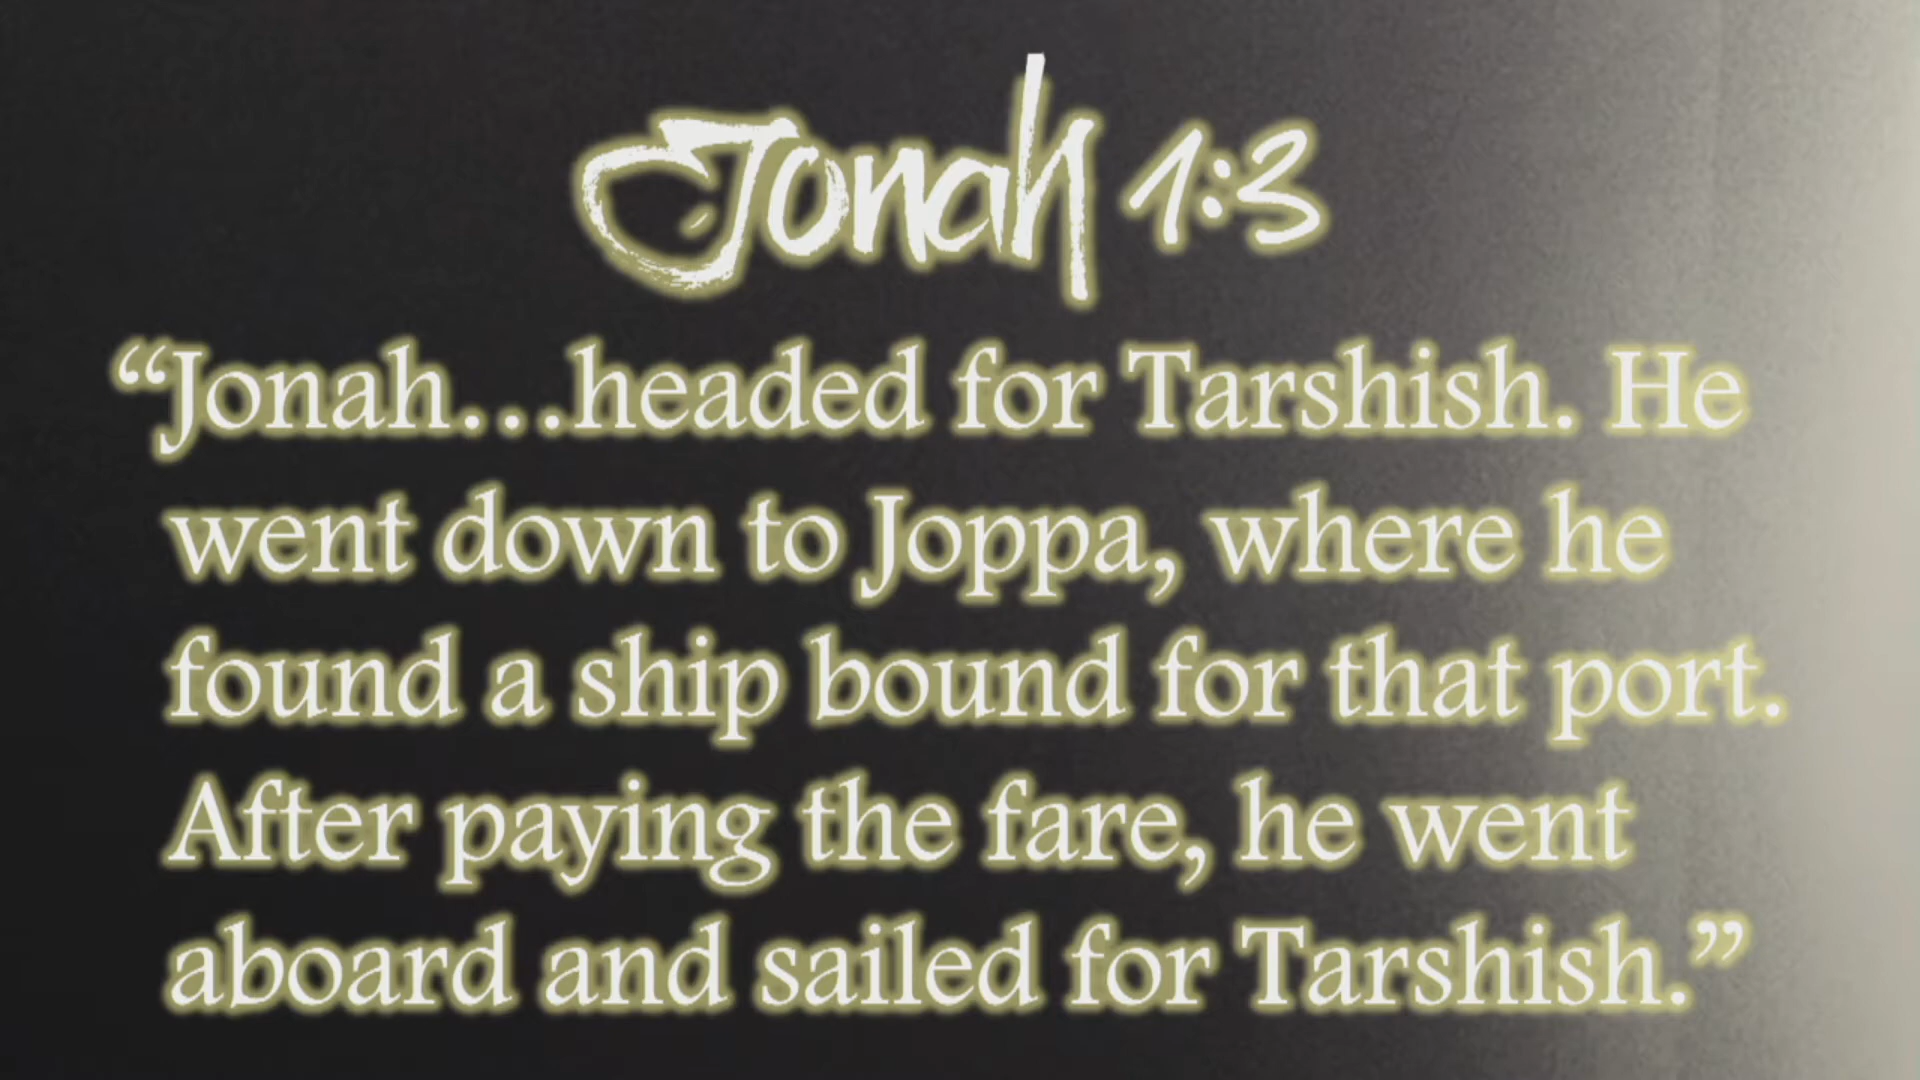 Jonah 1:3
“Jonah…headed for Tarshish. He
went down to Joppa, where he
found a ship bound for that port.
After paying the fare, he went
aboard and sailed for Tarshish.”